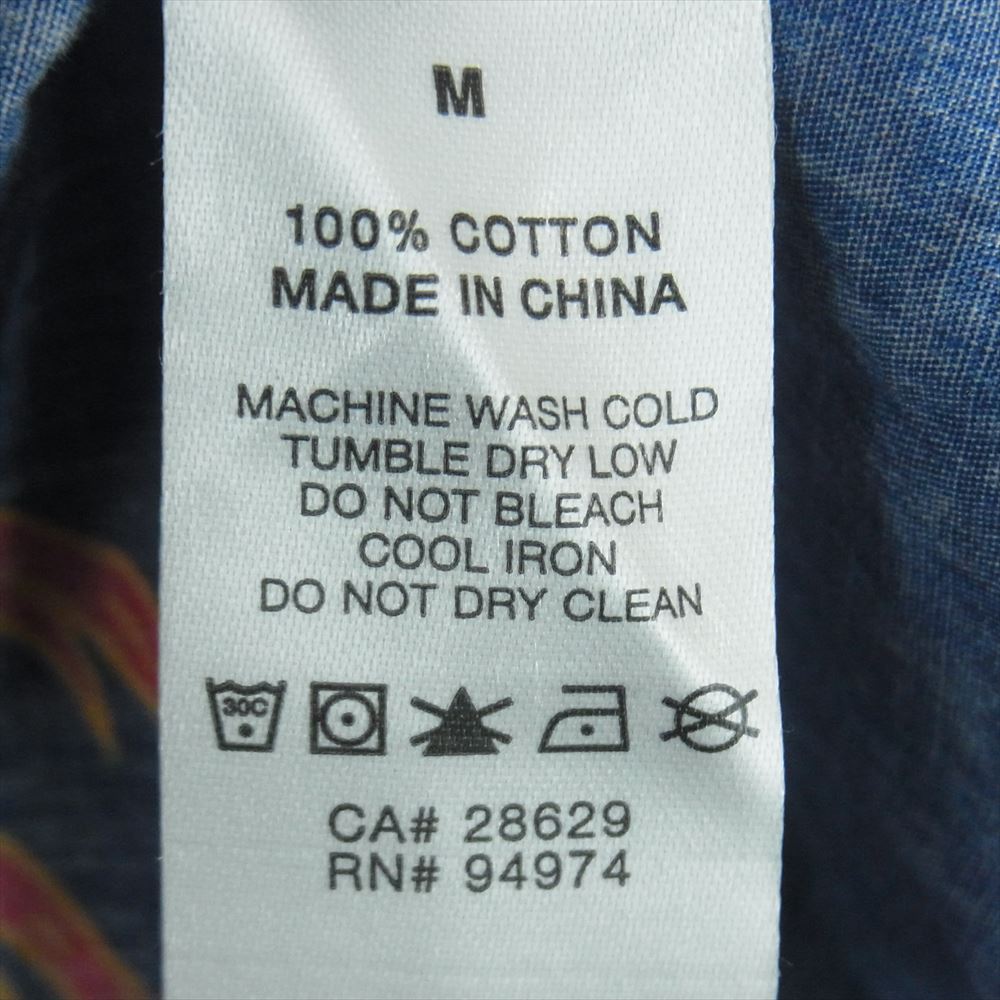 M
100% COTTON
MADE IN CHINA
MACHINE WASH COLD
TUMBLE DRY LOW
DO NOT BLEACH
COOL IRON
DO NOT DRY CLEAN
30C
CA# 28629
RN# 94974